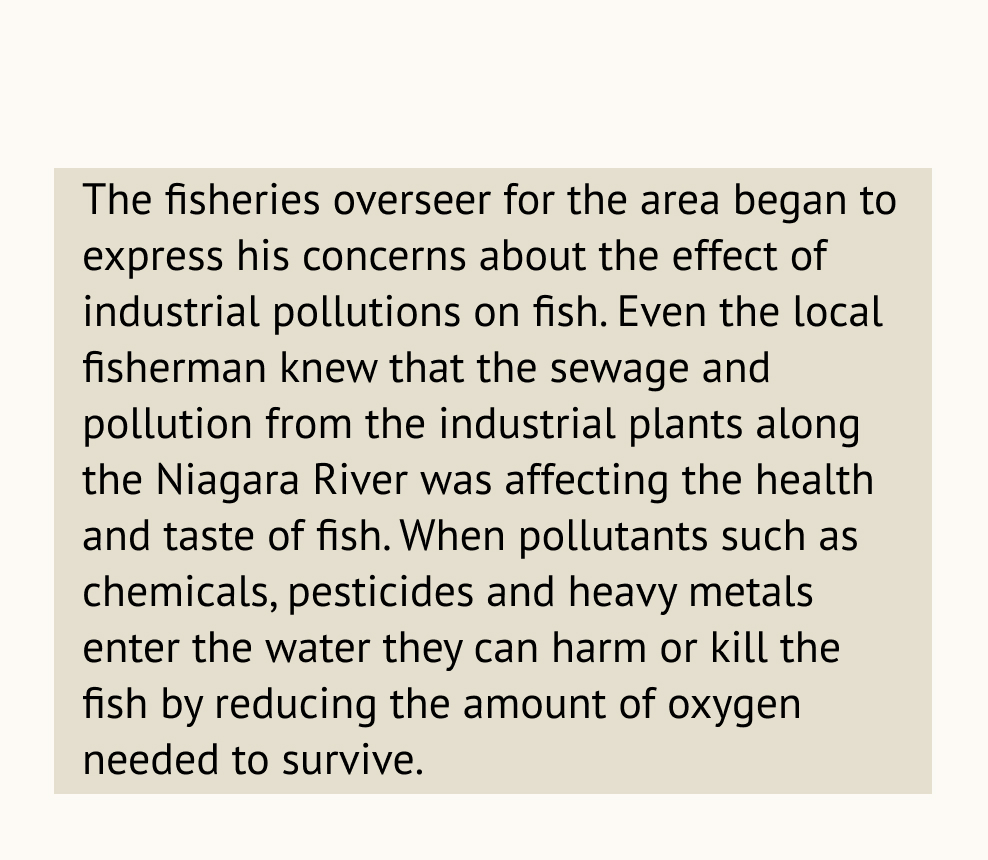 The fisheries overseer for the area began to
express his concerns about the effect of
industrial pollutions on fish. Even the local
fisherman knew that the sewage and
pollution from the industrial plants along
the Niagara River was affecting the health
and taste of fish. When pollutants such as
chemicals, pesticides and heavy metals
enter the water they can harm or kill the
fish by reducing the amount of oxygen
needed to survive.